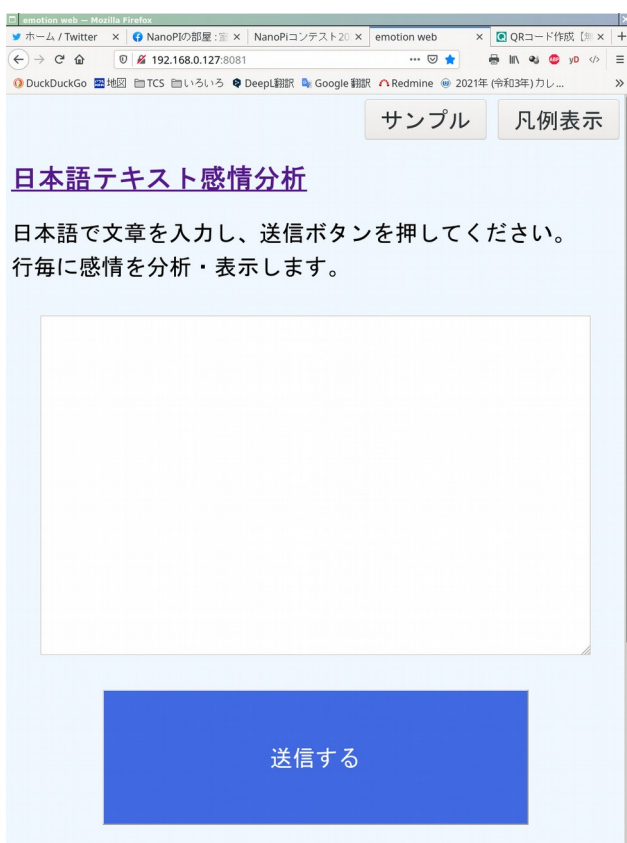 emotion web — Mozilla Firefox
ホーム / Twitter × NanoPIの部屋 : × NanoPiコンテスト20 × emotion web × QRコード作成 × +
192.168.0.127:8081 ABP yD </>
DuckDuckGo 地図 TCS いろいろ DeepL翻訳 Google 翻訳 Redmine 2021年 (令和3年)カレ... »
サンプル 凡例表示
日本語テキスト感情分析
日本語で文章を入力し、送信ボタンを押してください。
行毎に感情を分析・表示します。
送信する